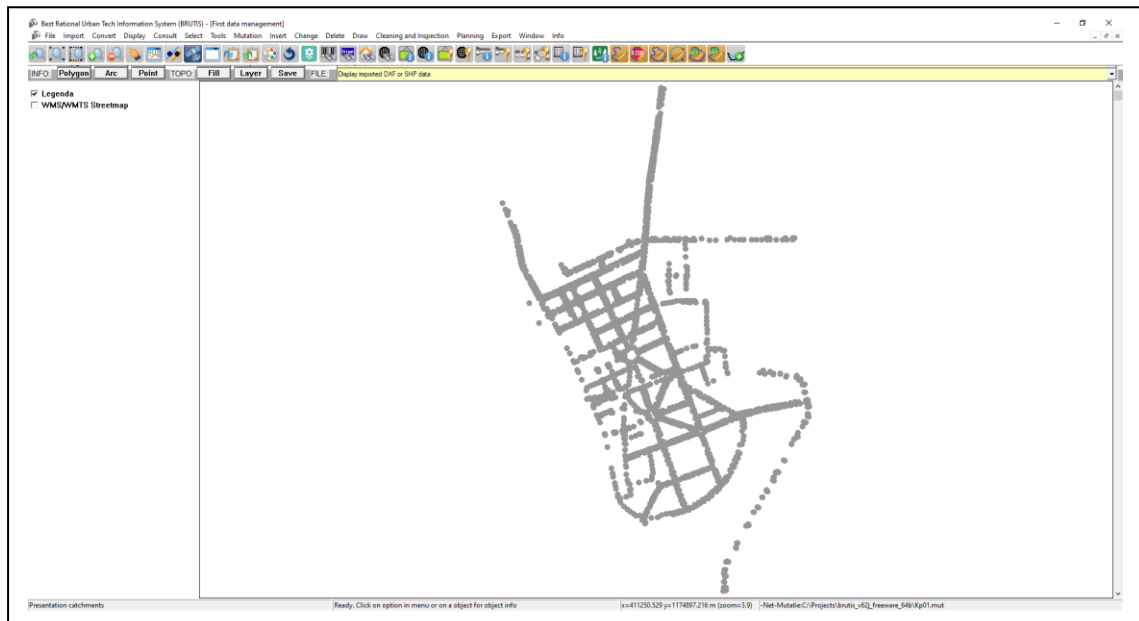 Best Rational Urban Tech Information System (BRUTIS) - [First data management]
File Import Convert Display Consult Select Tools Mutation Insert Change Delete Draw Cleaning and Inspection Planning Export Window Info
INFO: Polygon Arc Point TOPO: Fill Layer Save FILE: Display imported DXF or SHP data
Legenda
WMS/WMTS Streetmap
Presentation catchments Ready. Click on option in menu or on a object for object info x=411250.529 y=1174897.216 m (zoom=3.9) -Net-Mutatie:C:\Projects\brutis_v62j_freeware_64b\Kp01.mut